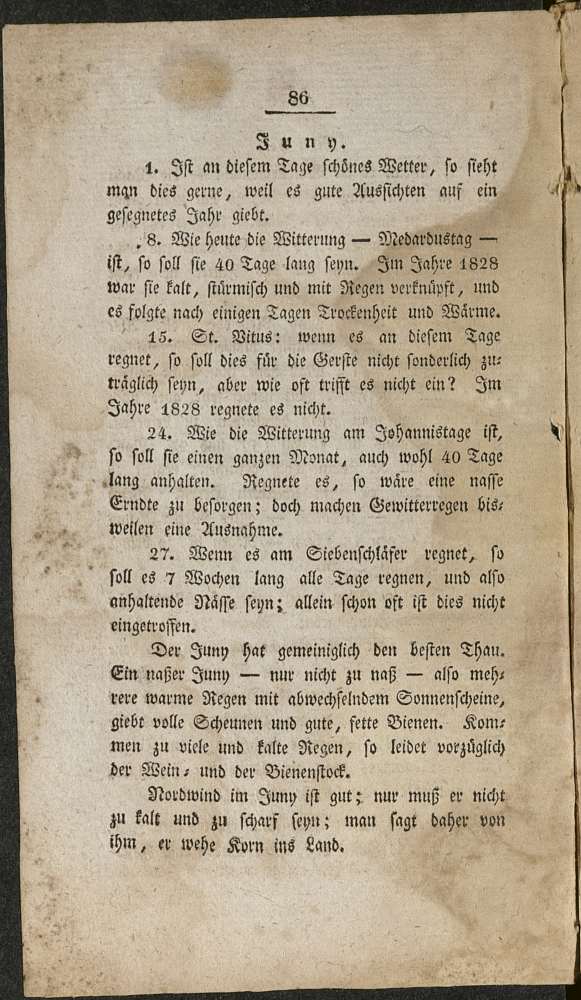 86
Juny.
1. Ist an diesem Tage schönes Wetter, so sieht
man dies gerne, weil es gute Aussichten auf ein
gesegnetes Jahr giebt.
8. Wie heute die Witterung — Medardustag —
ist, so soll sie 40 Tage lang seyn. Im Jahre 1828
war sie kalt, stürmisch und mit Regen verknüpft, und
es folgte nach einigen Tagen Trockenheit und Wärme.
15. St. Vitus: wenn es an diesem Tage
regnet, so soll dies für die Gerste nicht sonderlich zu⸗
träglich seyn, aber wie oft trifft es nicht ein? Im
Jahre 1828 regnete es nicht.
24. Wie die Witterung am Johannistage ist,
so soll sie einen ganzen Monat, auch wohl 40 Tage
lang anhalten. Regnete es, so wäre eine nasse
Erndte zu besorgen; doch machen Gewitterregen bis⸗
weilen eine Ausnahme.
27. Wenn es am Siebenschläfer regnet, so
soll es 7 Wochen lang alle Tage regnen, und also
anhaltende Nässe seyn; allein schon oft ist dies nicht
eingetroffen.
Der Juny hat gemeiniglich den besten Thau.
Ein naßer Juny — nur nicht zu naß — also meh⸗
rere warme Regen mit abwechselndem Sonnenscheine,
giebt volle Scheunen und gute, fette Bienen. Kom⸗
men zu viele und kalte Regen, so leidet vorzüglich
der Wein⸗ und der Bienenstock.
Nordwind im Juny ist gut; nur muß er nicht
zu kalt und zu scharf seyn; man sagt daher von
ihm, er wehe Korn ins Land.